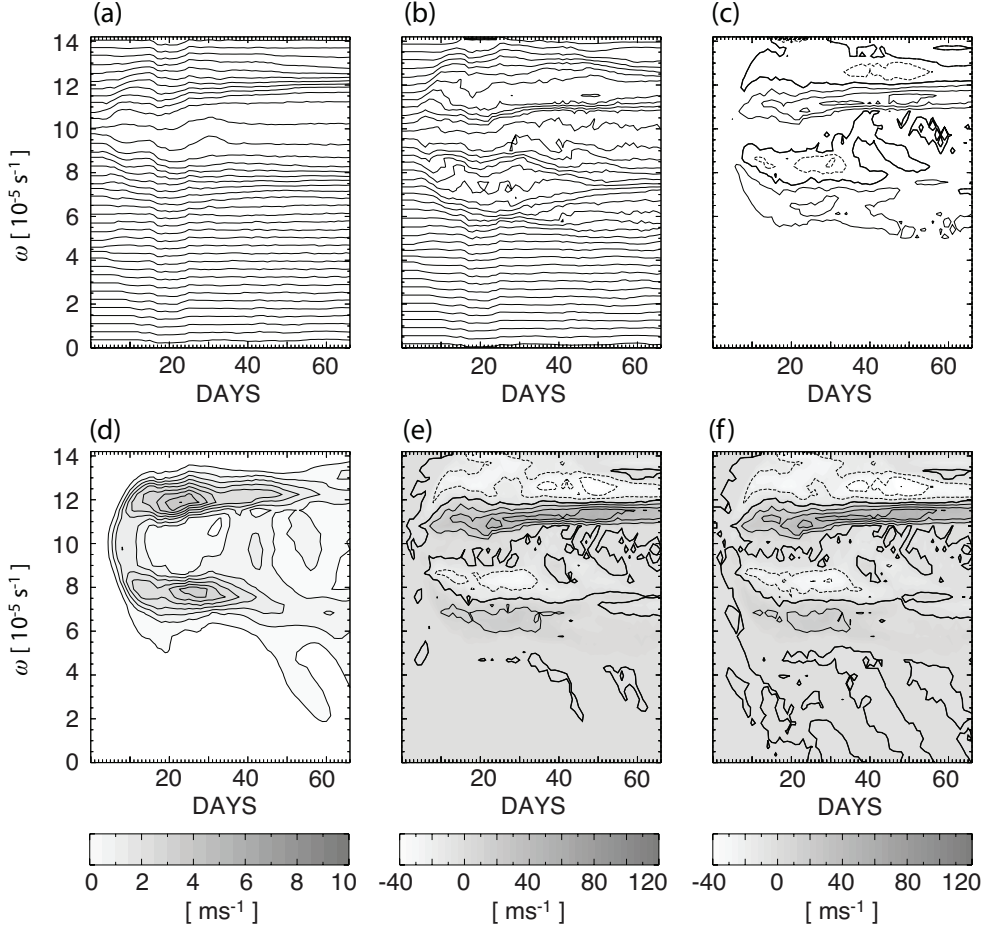 (a) (b) (c)
14
12
10
8
6
4
2
0
ω [ 10-5 s-1 ]
20 40 60 20 40 60 20 40 60
DAYS DAYS DAYS
(d) (e) (f)
14
12
10
8
6
4
2
0
ω [ 10-5 s-1 ]
20 40 60 20 40 60 20 40 60
DAYS DAYS DAYS
0 2 4 6 8 10 -40 0 40 80 120 -40 0 40 80 120
[ ms-1 ] [ ms-1 ] [ ms-1 ]